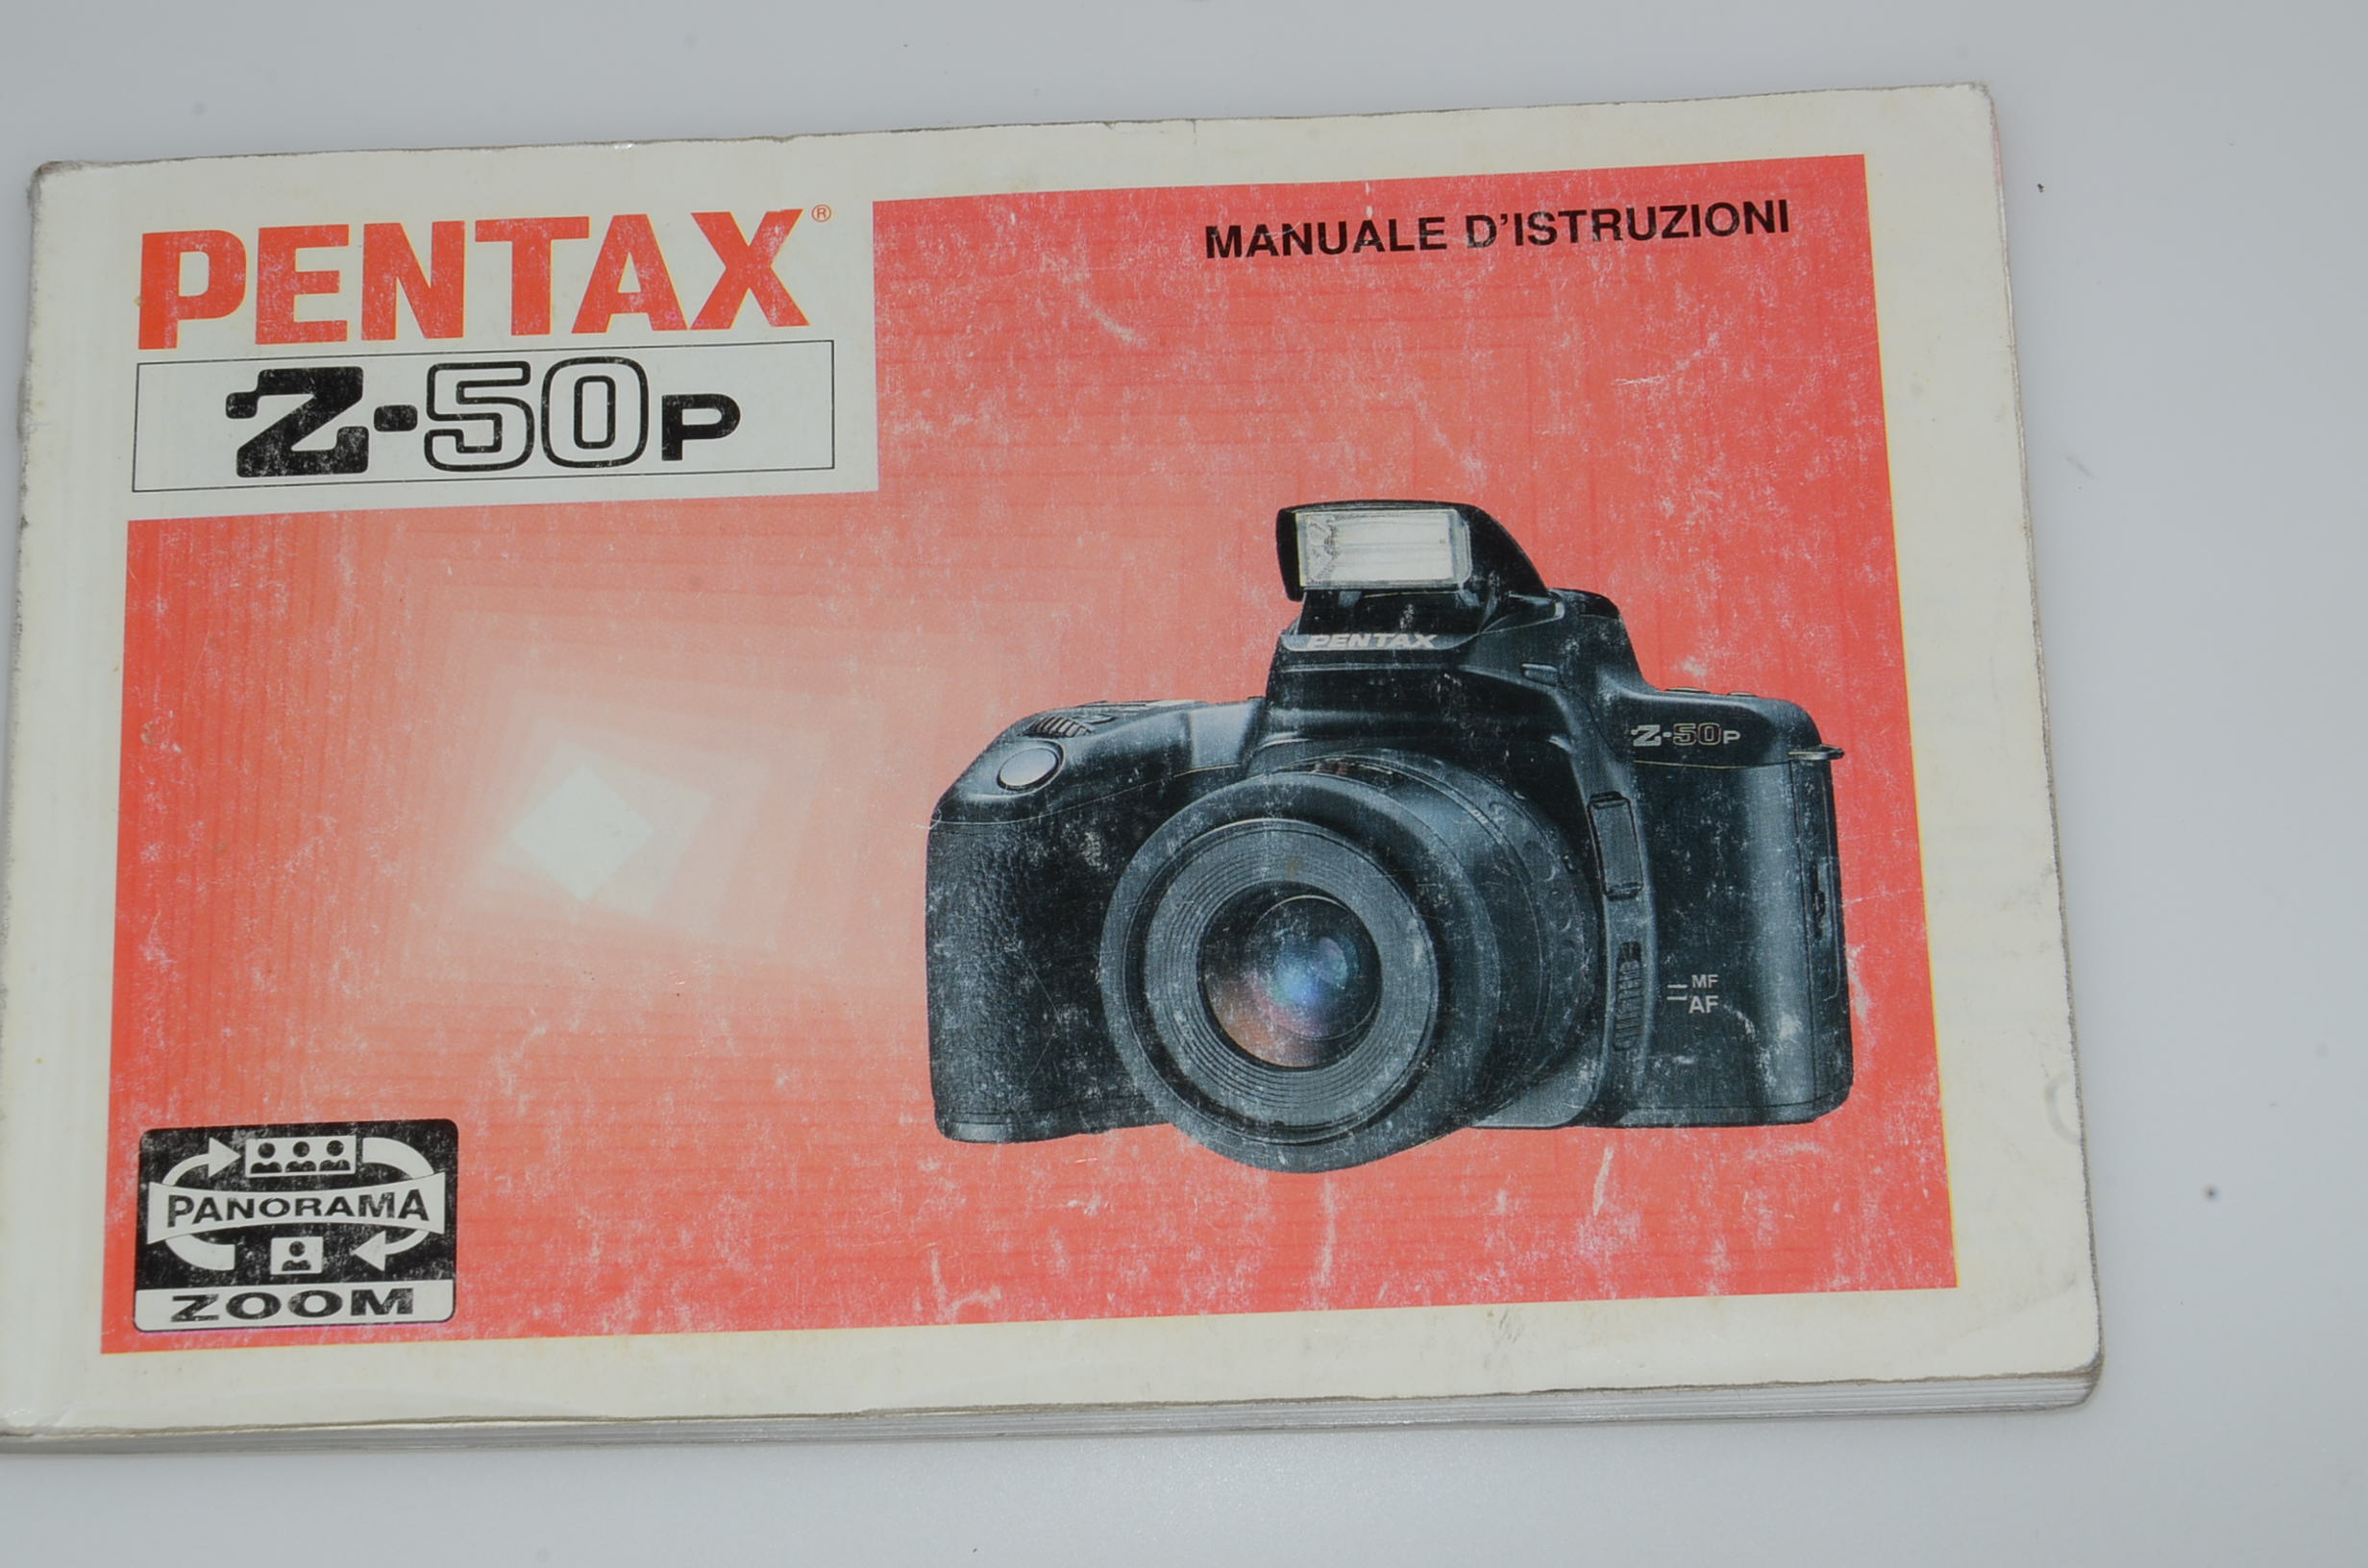 PENTAX®
Z-50P
MANUALE D'ISTRUZIONI
PENTAX
Z-50P
MF
AF
PANORAMA
ZOOM